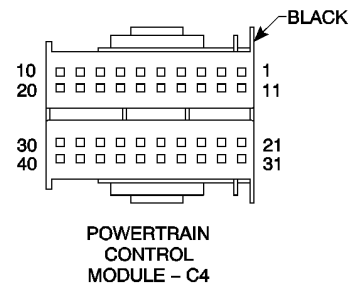 BLACK
10 1
20 11
30 21
40 31
POWERTRAIN
CONTROL
MODULE – C4